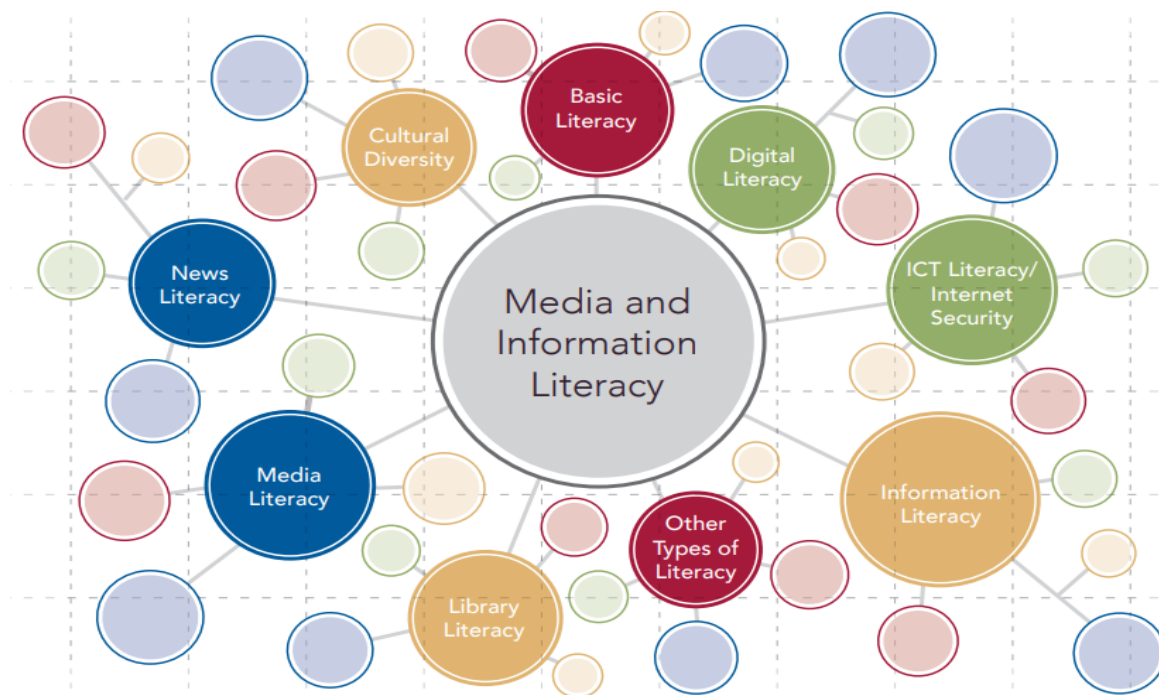 Basic
Literacy
Cultural
Diversity
Digital
Literacy
News
Literacy
ICT Literacy/
Internet
Security
Media and
Information
Literacy
Media
Literacy
Information
Literacy
Other
Types of
Literacy
Library
Literacy